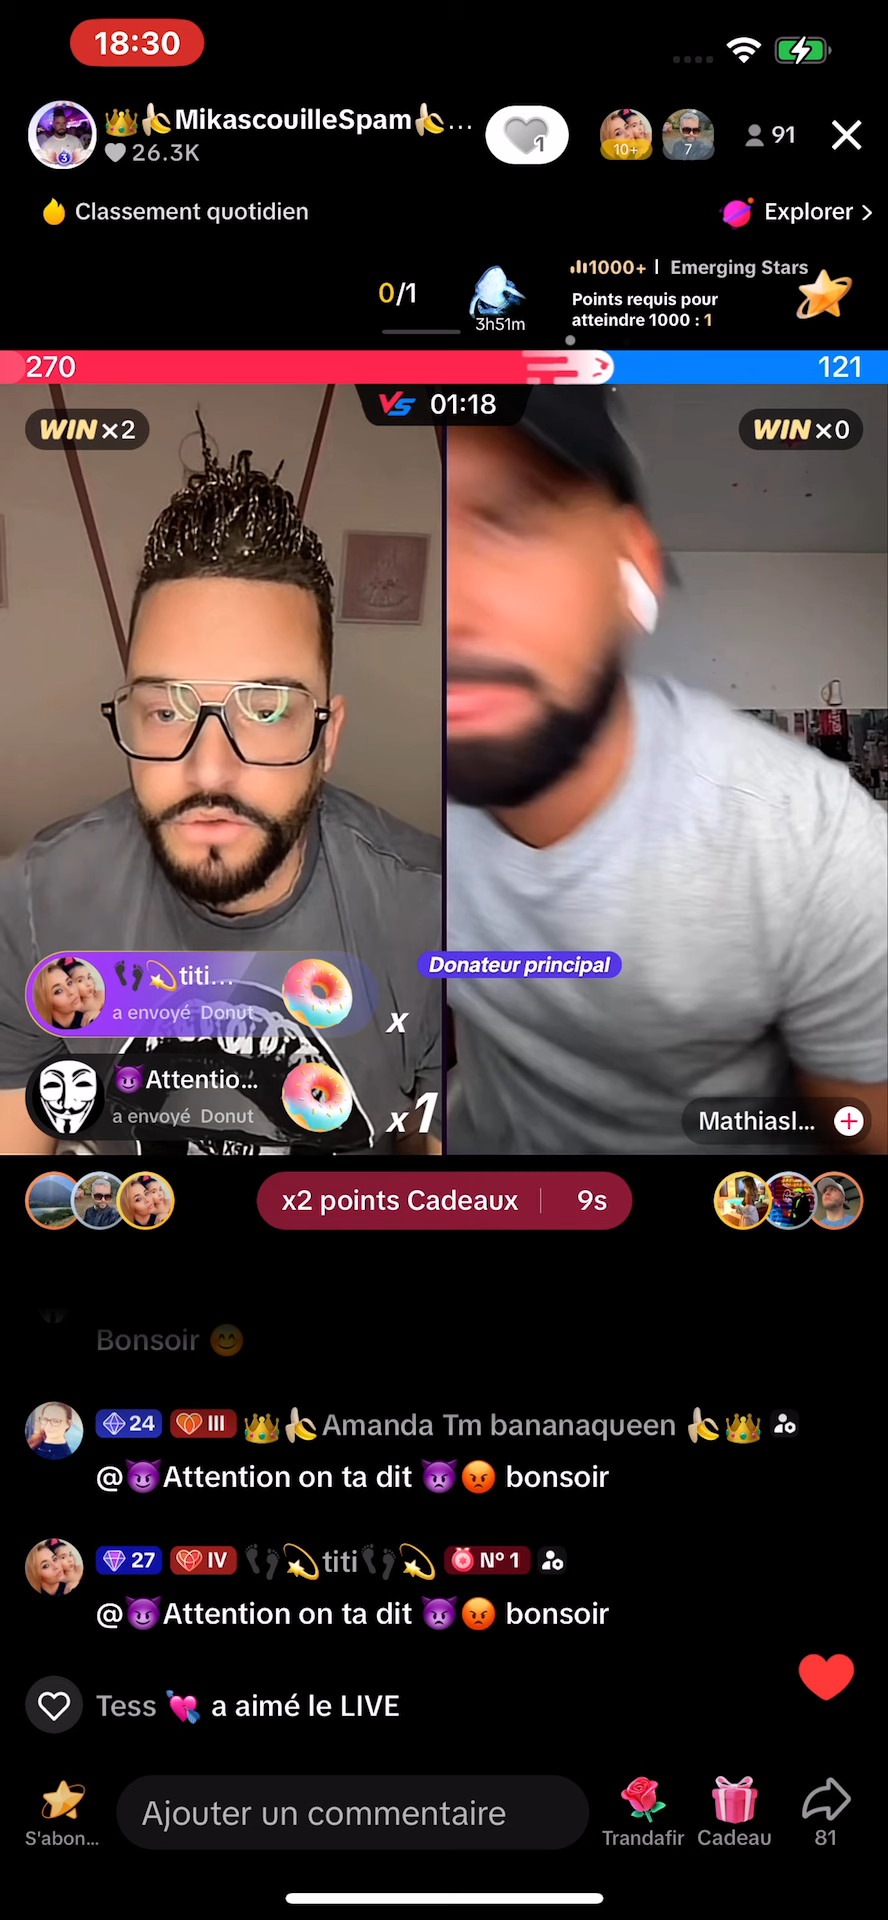 18:30
👑🍌MikascouilleSpam🍌...
26.3K
1
10+
7
91
3
Classement quotidien
Explorer >
0/1
3h51m
1000+ | Emerging Stars
Points requis pour
atteindre 1000 : 1
270
121
VS 01:18
WIN x2
WIN x0
👣💫titi...
a envoyé Donut
x
Donateur principal
😈Attentio...
a envoyé Donut
x1
Mathiasl...
x2 points Cadeaux | 9s
Bonsoir 😊
24 III 👑🍌Amanda Tm bananaqueen 🍌👑
@😈Attention on ta dit 👿😡 bonsoir
27 IV 👣💫titi👣💫 Nº 1
@😈Attention on ta dit 👿😡 bonsoir
Tess 💘 a aimé le LIVE
S'abon...
Ajouter un commentaire
Trandafir
Cadeau
81